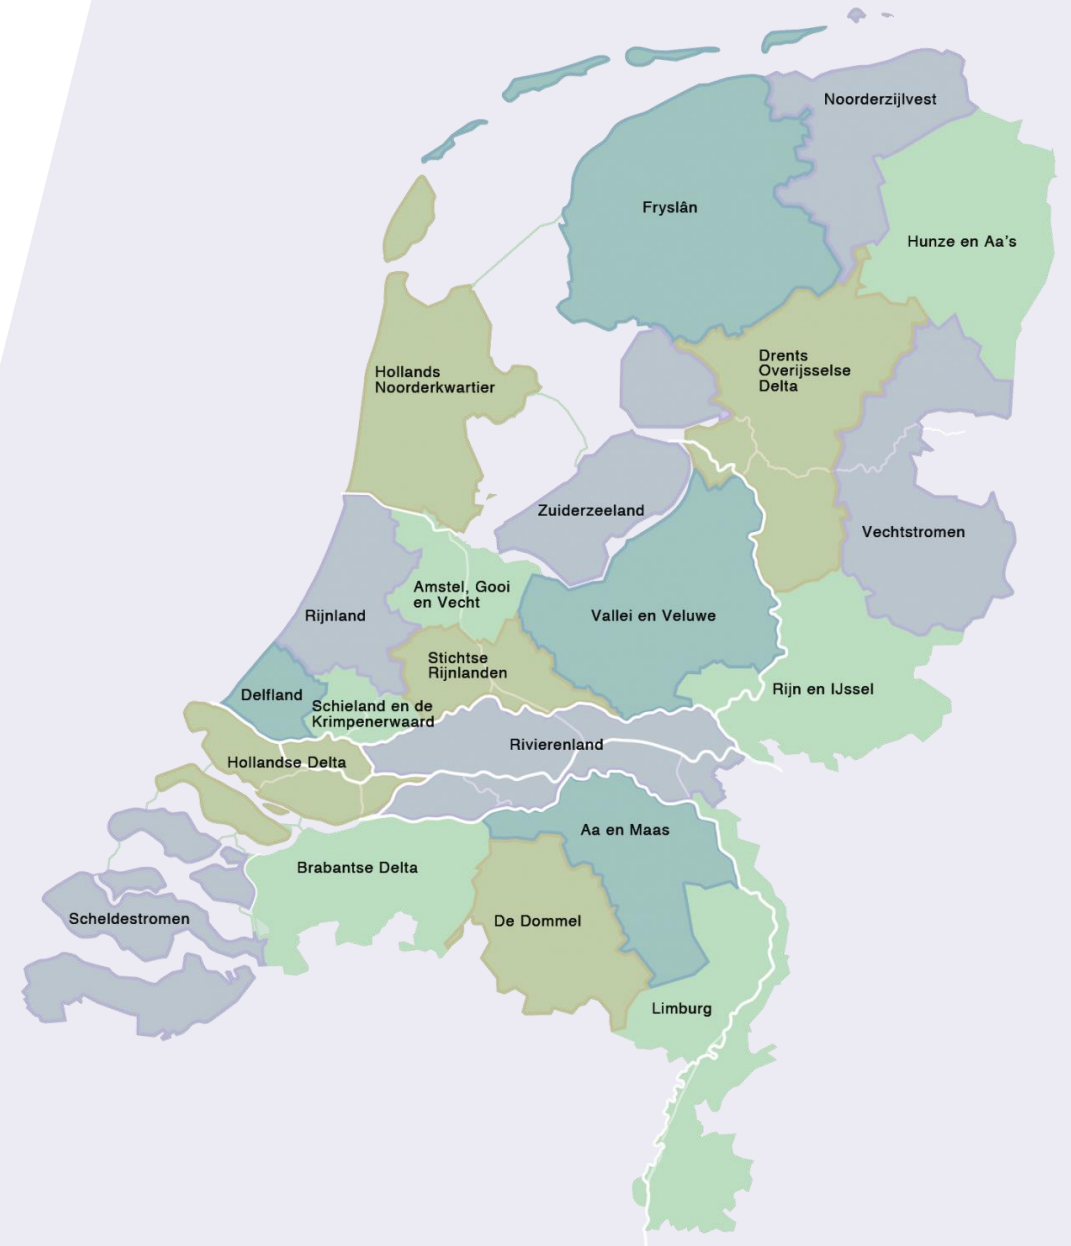 Noorderzijlvest
Fryslân
Hunze en Aa's
Drents
Overijsselse
Delta
Hollands
Noorderkwartier
Zuiderzeeland
Vechtstromen
Amstel, Gooi
en Vecht
Rijnland
Vallei en Veluwe
Stichtse
Rijnlanden
Delfland
Rijn en IJssel
Schieland en de
Krimpenerwaard
Rivierenland
Hollandse Delta
Aa en Maas
Brabantse Delta
Scheldestromen
De Dommel
Limburg